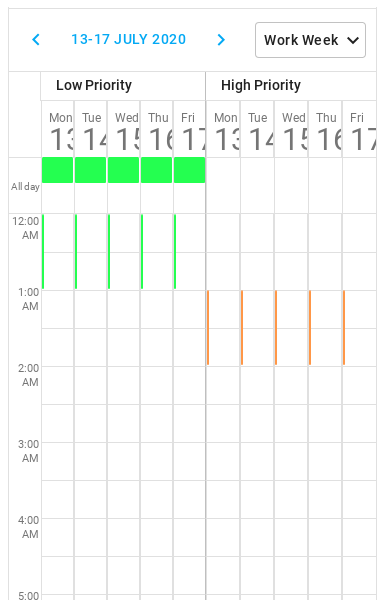 13-17 JULY 2020
Work Week
Low Priority
High Priority
Mon Tue Wed Thu Fri Mon Tue Wed Thu Fri
13 14 15 16 17 13 14 15 16 17
All day
12:00
AM
1:00
AM
2:00
AM
3:00
AM
4:00
AM
5:00